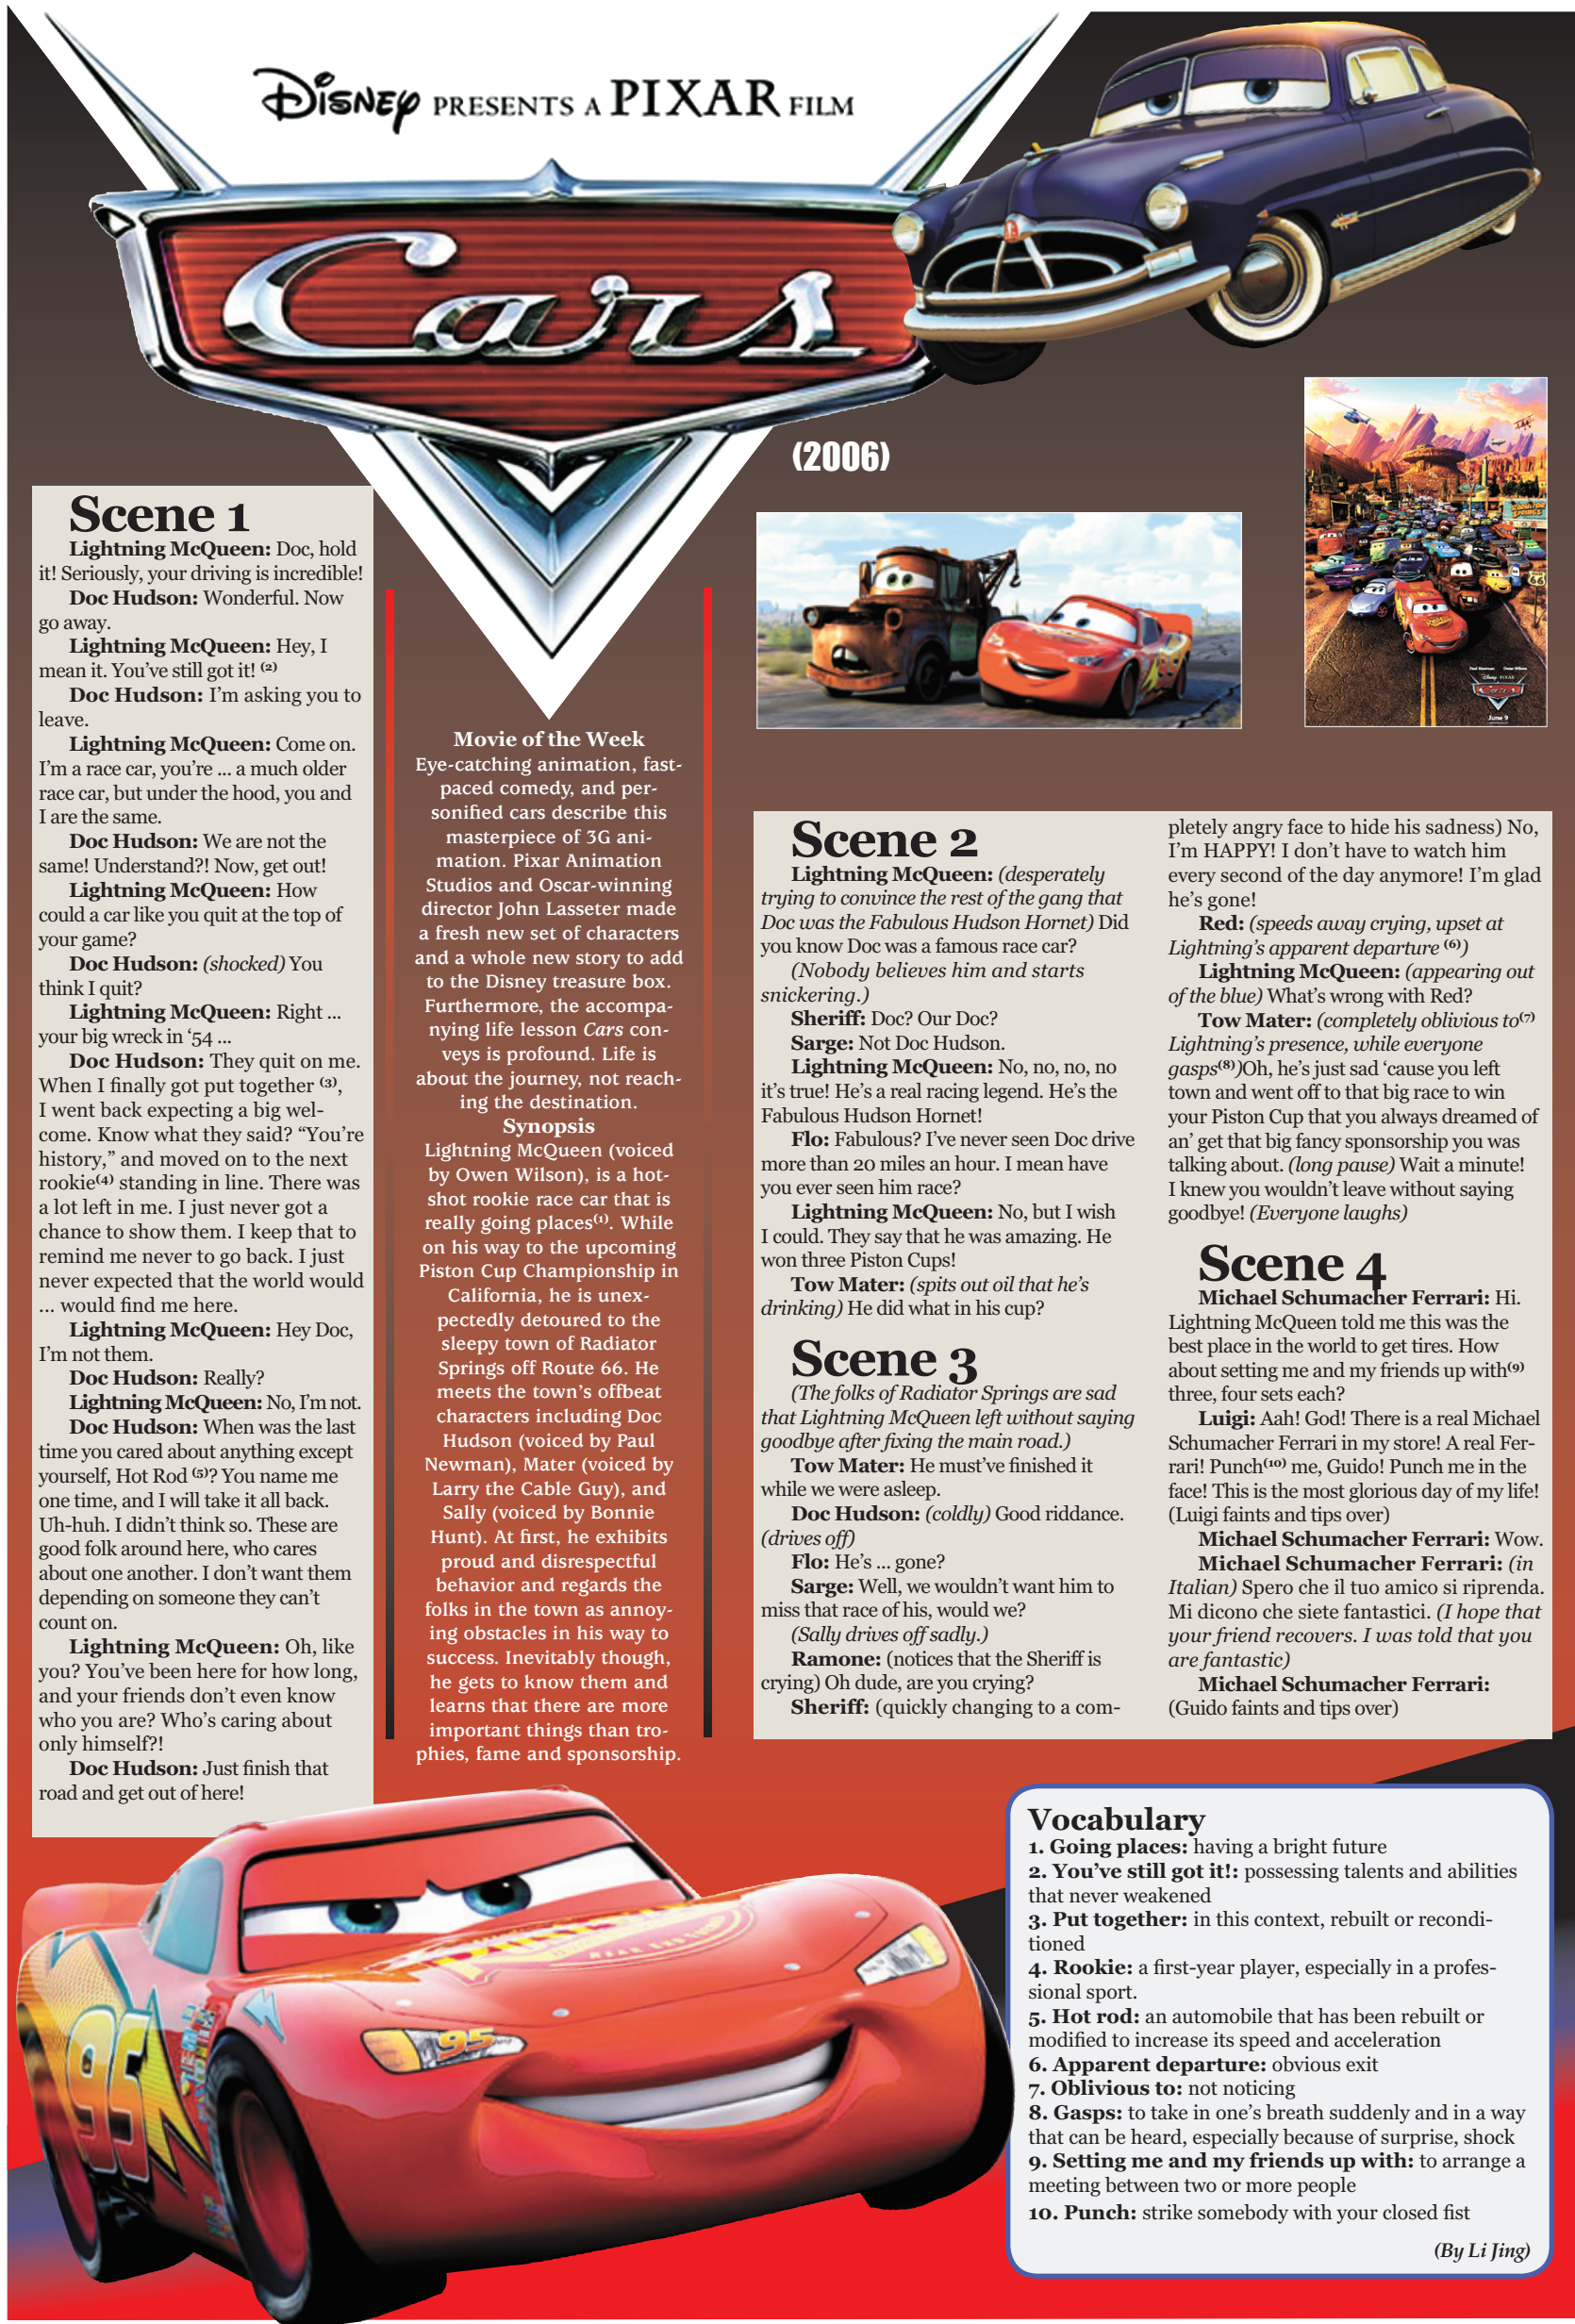 DISNEY PRESENTS A PIXAR FILM
Cars
(2006)
Scene 1
Lightning McQueen: Doc, hold
it! Seriously, your driving is incredible!
Doc Hudson: Wonderful. Now
go away.
Lightning McQueen: Hey, I
mean it. You've still got it! (2)
Doc Hudson: I'm asking you to
leave.
Lightning McQueen: Come on.
I'm a race car, you're ... a much older
race car, but under the hood, you and
I are the same.
Doc Hudson: We are not the
same! Understand?! Now, get out!
Lightning McQueen: How
could a car like you quit at the top of
your game?
Doc Hudson: (shocked) You
think I quit?
Lightning McQueen: Right ...
your big wreck in '54 ...
Doc Hudson: They quit on me.
When I finally got put together (3),
I went back expecting a big wel-
come. Know what they said? "You're
history," and moved on to the next
rookie(4) standing in line. There was
a lot left in me. I just never got a
chance to show them. I keep that to
remind me never to go back. I just
never expected that the world would
... would find me here.
Lightning McQueen: Hey Doc,
I'm not them.
Doc Hudson: Really?
Lightning McQueen: No, I'm not.
Doc Hudson: When was the last
time you cared about anything except
yourself, Hot Rod (5)? You name me
one time, and I will take it all back.
Uh-huh. I didn't think so. These are
good folk around here, who cares
about one another. I don't want them
depending on someone they can't
count on.
Lightning McQueen: Oh, like
you? You've been here for how long,
and your friends don't even know
who you are? Who's caring about
only himself?!
Doc Hudson: Just finish that
road and get out of here!
Movie of the Week
Eye-catching animation, fast-
paced comedy, and per-
sonified cars describe this
masterpiece of 3G ani-
mation. Pixar Animation
Studios and Oscar-winning
director John Lasseter made
a fresh new set of characters
and a whole new story to add
to the Disney treasure box.
Furthermore, the accompa-
nying life lesson Cars con-
veys is profound. Life is
about the journey, not reach-
ing the destination.
Synopsis
Lightning McQueen (voiced
by Owen Wilson), is a hot-
shot rookie race car that is
really going places(1). While
on his way to the upcoming
Piston Cup Championship in
California, he is unex-
pectedly detoured to the
sleepy town of Radiator
Springs off Route 66. He
meets the town's offbeat
characters including Doc
Hudson (voiced by Paul
Newman), Mater (voiced by
Larry the Cable Guy), and
Sally (voiced by Bonnie
Hunt). At first, he exhibits
proud and disrespectful
behavior and regards the
folks in the town as annoy-
ing obstacles in his way to
success. Inevitably though,
he gets to know them and
learns that there are more
important things than tro-
phies, fame and sponsorship.
RADIATOR SPRINGS
66
Paul Newman Owen Wilson
Disney PIXAR
Cars
June 9
Scene 2
Lightning McQueen: (desperately
trying to convince the rest of the gang that
Doc was the Fabulous Hudson Hornet) Did
you know Doc was a famous race car?
(Nobody believes him and starts
snickering.)
Sheriff: Doc? Our Doc?
Sarge: Not Doc Hudson.
Lightning McQueen: No, no, no, no
it's true! He's a real racing legend. He's the
Fabulous Hudson Hornet!
Flo: Fabulous? I've never seen Doc drive
more than 20 miles an hour. I mean have
you ever seen him race?
Lightning McQueen: No, but I wish
I could. They say that he was amazing. He
won three Piston Cups!
Tow Mater: (spits out oil that he's
drinking) He did what in his cup?
Scene 3
(The folks of Radiator Springs are sad
that Lightning McQueen left without saying
goodbye after fixing the main road.)
Tow Mater: He must've finished it
while we were asleep.
Doc Hudson: (coldly) Good riddance.
(drives off)
Flo: He's ... gone?
Sarge: Well, we wouldn't want him to
miss that race of his, would we?
(Sally drives off sadly.)
Ramone: (notices that the Sheriff is
crying) Oh dude, are you crying?
Sheriff: (quickly changing to a com-
pletely angry face to hide his sadness) No,
I'm HAPPY! I don't have to watch him
every second of the day anymore! I'm glad
he's gone!
Red: (speeds away crying, upset at
Lightning's apparent departure (6))
Lightning McQueen: (appearing out
of the blue) What's wrong with Red?
Tow Mater: (completely oblivious to(7)
Lightning's presence, while everyone
gasps(8))Oh, he's just sad 'cause you left
town and went off to that big race to win
your Piston Cup that you always dreamed of
an' get that big fancy sponsorship you was
talking about. (long pause) Wait a minute!
I knew you wouldn't leave without saying
goodbye! (Everyone laughs)
Scene 4
Michael Schumacher Ferrari: Hi.
Lightning McQueen told me this was the
best place in the world to get tires. How
about setting me and my friends up with(9)
three, four sets each?
Luigi: Aah! God! There is a real Michael
Schumacher Ferrari in my store! A real Fer-
rari! Punch(10) me, Guido! Punch me in the
face! This is the most glorious day of my life!
(Luigi faints and tips over)
Michael Schumacher Ferrari: Wow.
Michael Schumacher Ferrari: (in
Italian) Spero che il tuo amico si riprenda.
Mi dicono che siete fantastici. (I hope that
your friend recovers. I was told that you
are fantastic)
Michael Schumacher Ferrari:
(Guido faints and tips over)
95
95
Vocabulary
1. Going places: having a bright future
2. You've still got it!: possessing talents and abilities
that never weakened
3. Put together: in this context, rebuilt or recondi-
tioned
4. Rookie: a first-year player, especially in a profes-
sional sport.
5. Hot rod: an automobile that has been rebuilt or
modified to increase its speed and acceleration
6. Apparent departure: obvious exit
7. Oblivious to: not noticing
8. Gasps: to take in one's breath suddenly and in a way
that can be heard, especially because of surprise, shock
9. Setting me and my friends up with: to arrange a
meeting between two or more people
10. Punch: strike somebody with your closed fist
(By Li Jing)